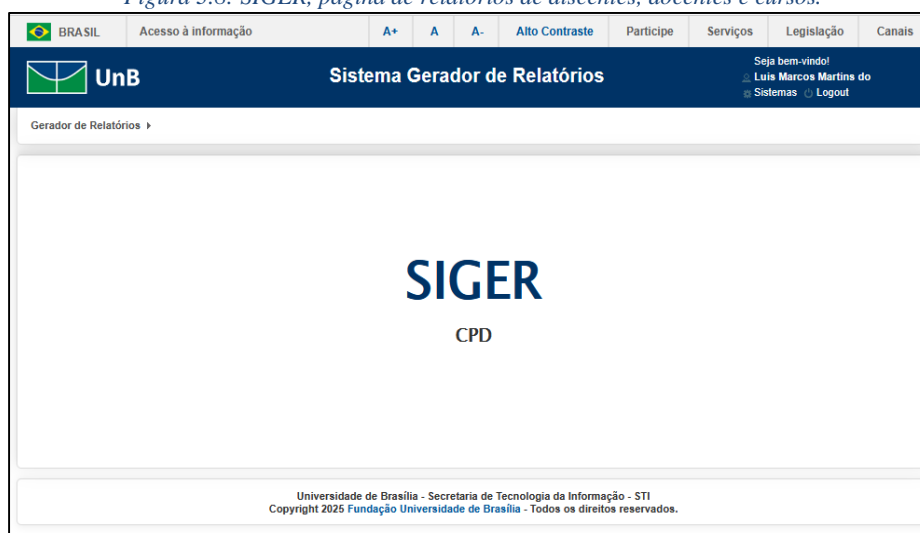 Figura 3.8: SIGER, página de relatórios de discentes, docentes e cursos.
BRASIL Acesso à informação A+ A A- Alto Contraste Participe Serviços Legislação Canais
UnB Sistema Gerador de Relatórios
Seja bem-vindo!
Luis Marcos Martins do
Sistemas Logout
Gerador de Relatórios
SIGER
CPD
Universidade de Brasília - Secretaria de Tecnologia da Informação - STI
Copyright 2025 Fundação Universidade de Brasília - Todos os direitos reservados.